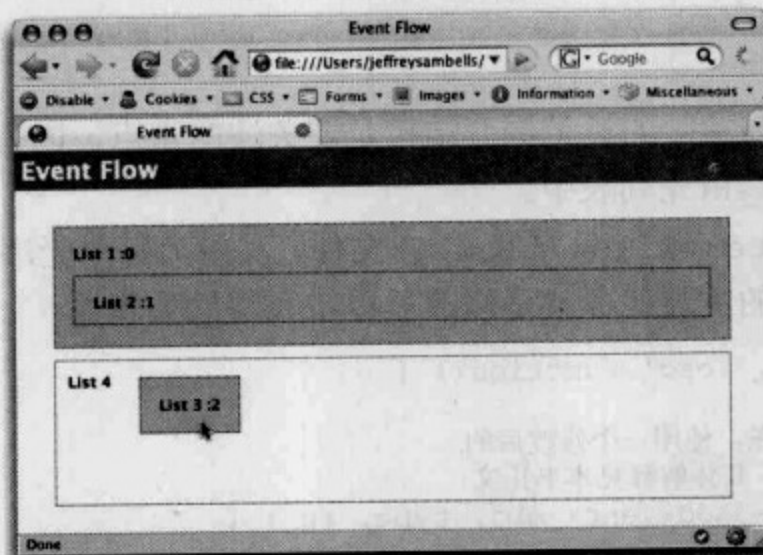 Event Flow
file:///Users/jeffreysambells/
G Google
Disable Cookies CSS Forms Images Information Miscellaneous
Event Flow
Event Flow
List 1 :0
List 2 :1
List 4
List 3 :2
Done